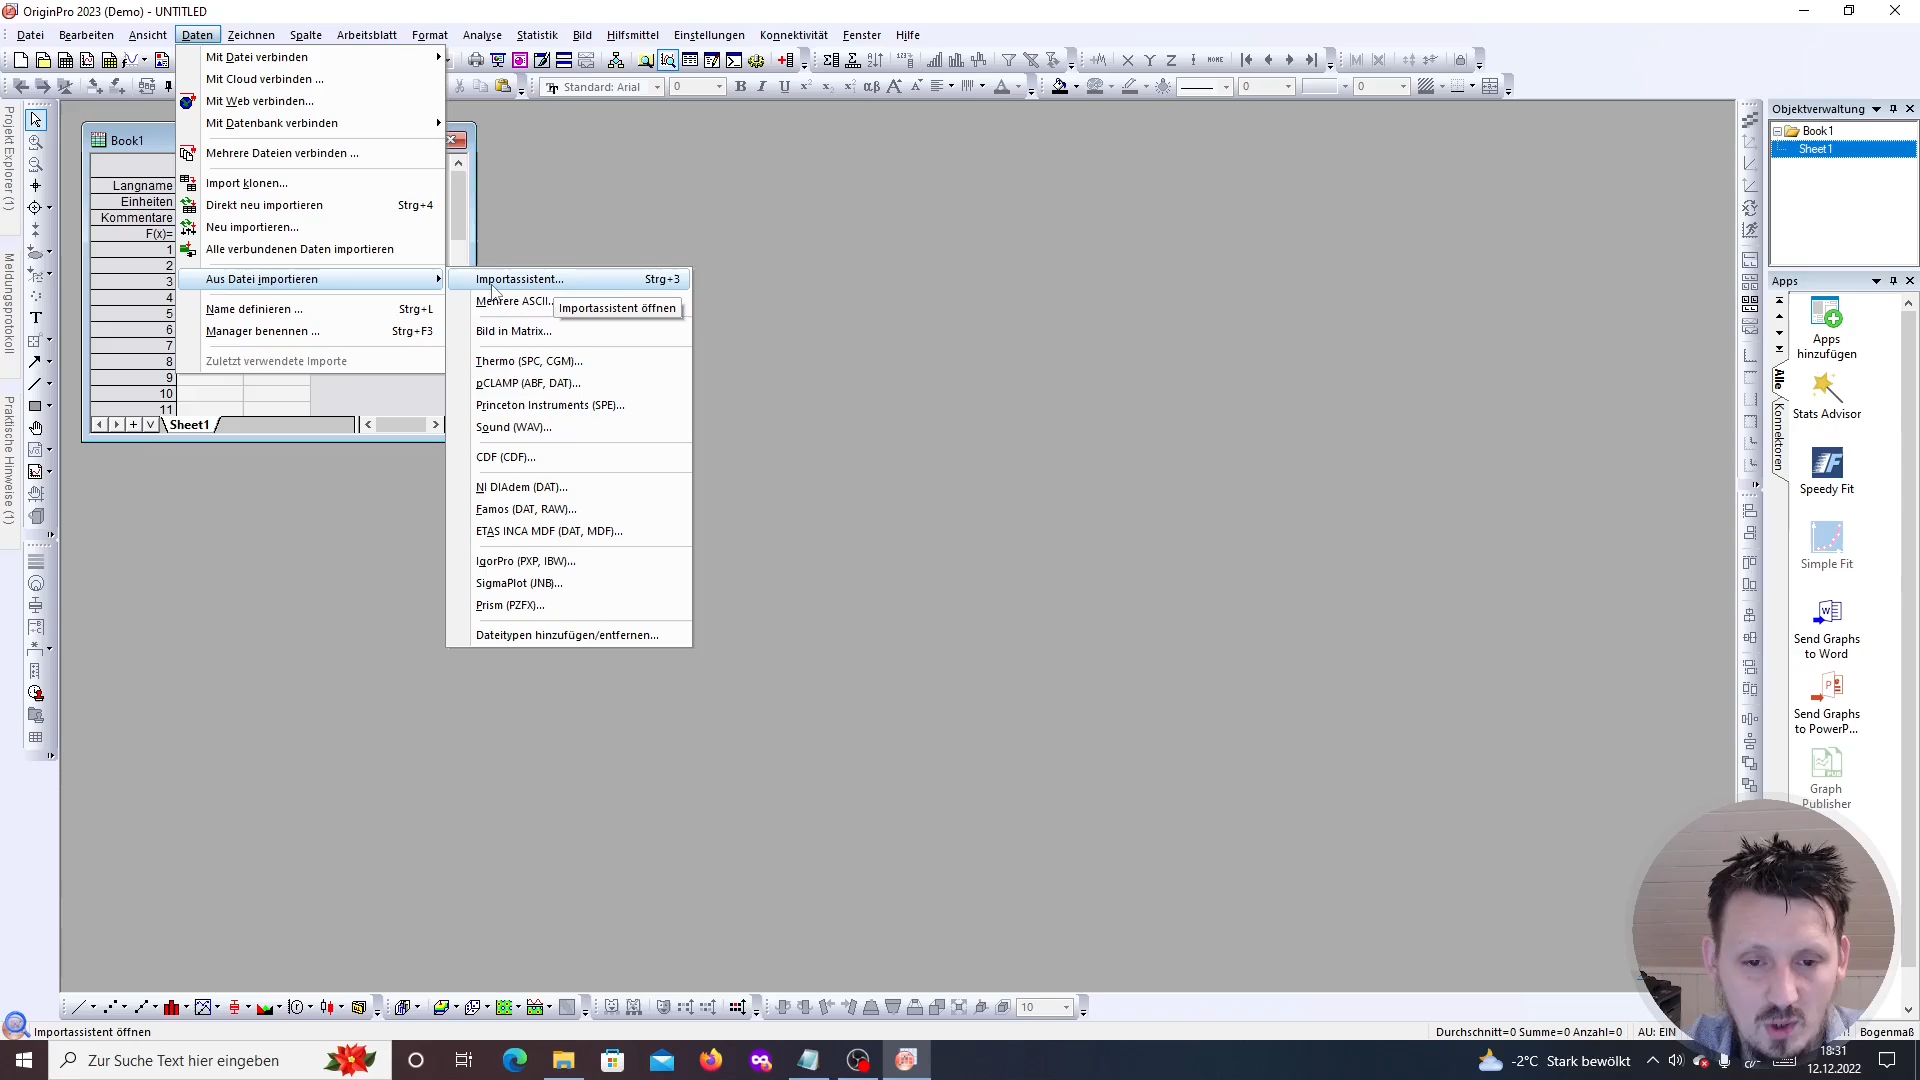 OriginPro 2023 (Demo) - UNTITLED
Datei Bearbeiten Ansicht Daten Zeichnen Spalte Arbeitsblatt Format Analyse Statistik Bild Hilfsmittel Einstellungen Konnektivität Fenster Hilfe
Standard: Arial 0 B I U 0 0
Projekt Explorer (1)
Meldungsprotokoll
Praktische Hinweise (1)
Book1
Langname
Einheiten
Kommentare
F(x)=
1
2
3
4
5
6
7
8
9
10
11
Sheet1
Mit Datei verbinden
Mit Cloud verbinden ...
Mit Web verbinden...
Mit Datenbank verbinden
Mehrere Dateien verbinden ...
Import klonen...
Direkt neu importieren Strg+4
Neu importieren...
Alle verbundenen Daten importieren
Aus Datei importieren
Name definieren ... Strg+L
Manager benennen ... Strg+F3
Zuletzt verwendete Importe
Importassistent... Strg+3
Mehrere ASCII...
Importassistent öffnen
Bild in Matrix...
Thermo (SPC, CGM)...
pCLAMP (ABF, DAT)...
Princeton Instruments (SPE)...
Sound (WAV)...
CDF (CDF)...
NI DIAdem (DAT)...
Famos (DAT, RAW)...
ETAS INCA MDF (DAT, MDF)...
IgorPro (PXP, IBW)...
SigmaPlot (JNB)...
Prism (PZFX)...
Dateitypen hinzufügen/entfernen...
Objektverwaltung
Book1
Sheet1
Apps
Alle
Konnektoren
Apps
hinzufügen
Stats Advisor
Speedy Fit
Simple Fit
Send Graphs
to Word
Send Graphs
to PowerP...
Graph
Publisher
10
Importassistent öffnen
Durchschnitt=0 Summe=0 Anzahl=0 AU: EIN
Bogenmaß
Zur Suche Text hier eingeben
-2°C Stark bewölkt
18:31
12.12.2022